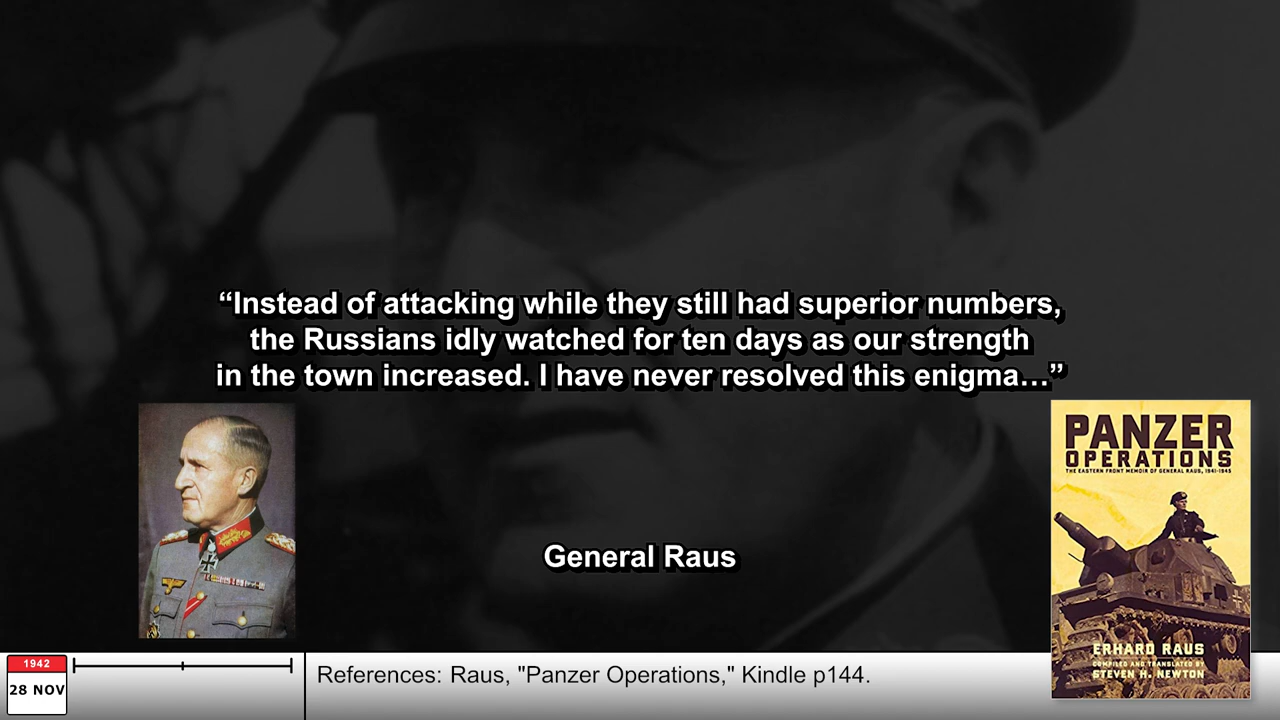 “Instead of attacking while they still had superior numbers,
the Russians idly watched for ten days as our strength
in the town increased. I have never resolved this enigma…”
General Raus
PANZER
OPERATIONS
THE EASTERN FRONT MEMOIR OF GENERAL RAUS, 1941-1945
ERHARD RAUS
COMPILED AND TRANSLATED BY
STEVEN H. NEWTON
1942
28 NOV
References: Raus, "Panzer Operations," Kindle p144.